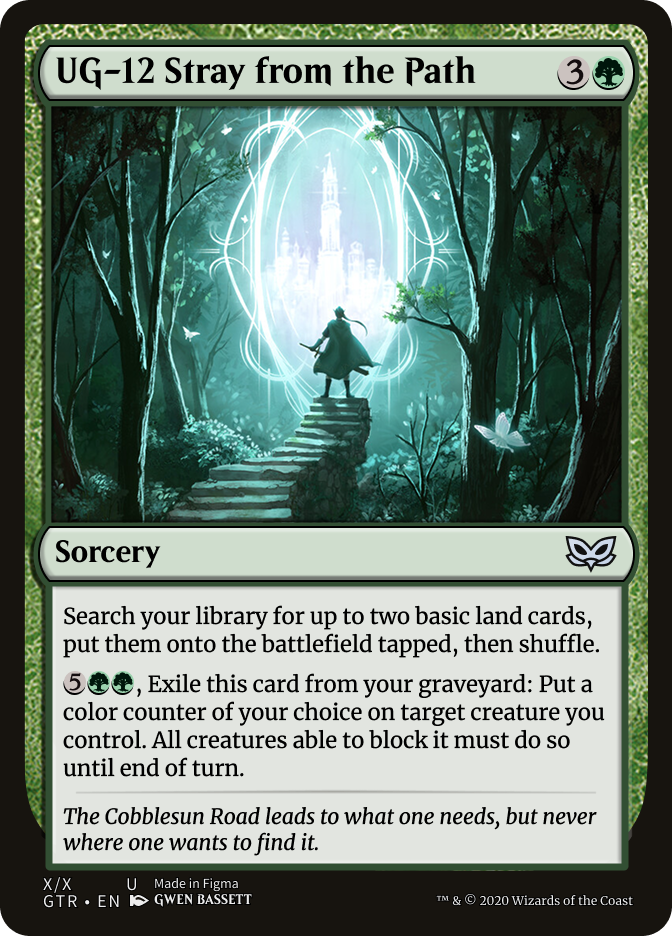 UG-12 Stray from the Path
3
Sorcery
Search your library for up to two basic land cards,
put them onto the battlefield tapped, then shuffle.
5, Exile this card from your graveyard: Put a
color counter of your choice on target creature you
control. All creatures able to block it must do so
until end of turn.
The Cobblesun Road leads to what one needs, but never
where one wants to find it.
X/X U Made in Figma
GTR • EN GWEN BASSETT ™ & © 2020 Wizards of the Coast